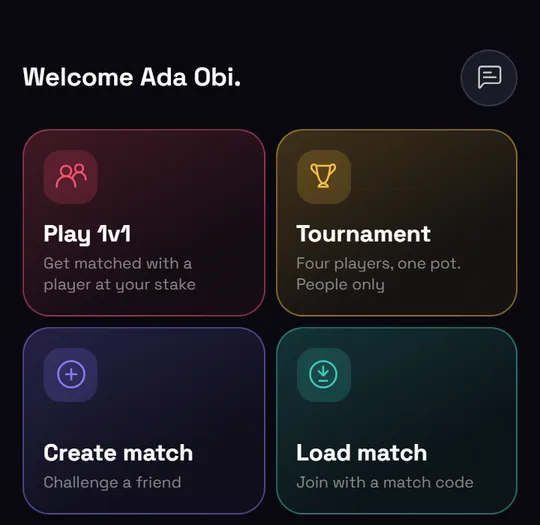 Welcome Ada Obi.
Play 1v1
Get matched with a
player at your stake
Tournament
Four players, one pot.
People only
Create match
Challenge a friend
Load match
Join with a match code